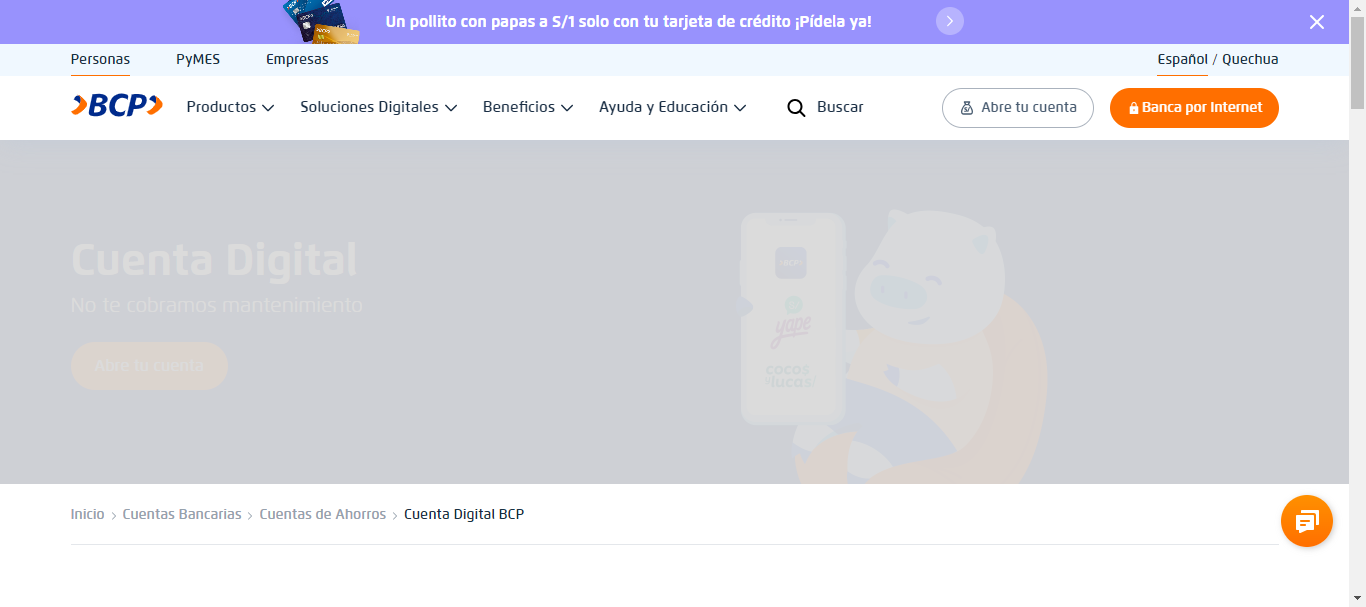 Un pollito con papas a S/1 solo con tu tarjeta de crédito ¡Pídela ya!
Personas PyMES Empresas Español / Quechua
BCP Productos Soluciones Digitales Beneficios Ayuda y Educación Buscar Abre tu cuenta Banca por Internet
Cuenta Digital
No te cobramos mantenimiento
Abre tu cuenta
BCP
yape
cocos
y lucas
Inicio > Cuentas Bancarias > Cuentas de Ahorros > Cuenta Digital BCP